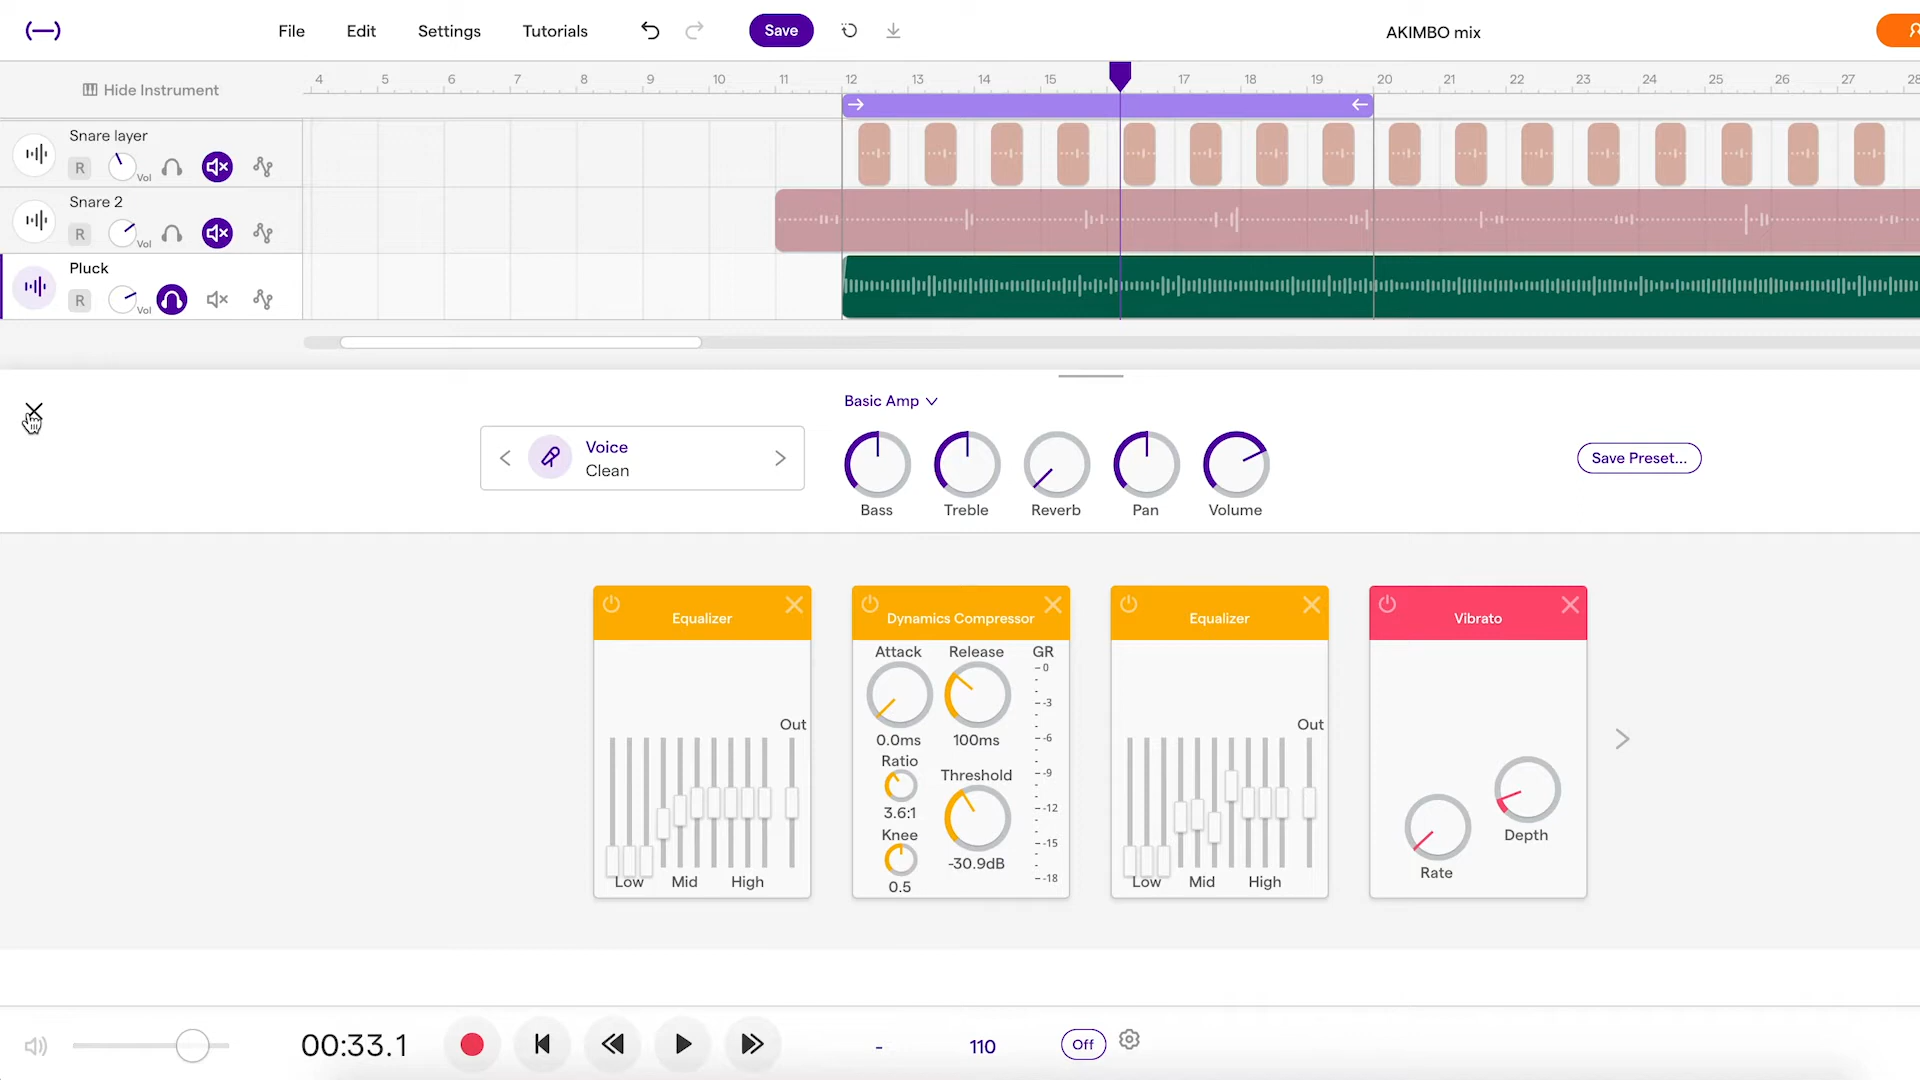 File Edit Settings Tutorials Save AKIMBO mix
Hide Instrument
4 5 6 7 8 9 10 11 12 13 14 15 17 18 19 20 21 22 23 24 25 26 27 28
Snare layer
R Vol
Snare 2
R Vol
Pluck
R Vol
Basic Amp
Voice
Clean
Save Preset...
Bass Treble Reverb Pan Volume
Equalizer
Out
Low Mid High
Dynamics Compressor
Attack Release GR
0.0ms 100ms
Ratio
Threshold
3.6:1
Knee
-30.9dB
0.5
-0
-3
-6
-9
-12
-15
-18
Equalizer
Out
Low Mid High
Vibrato
Depth
Rate
00:33.1 - 110 Off